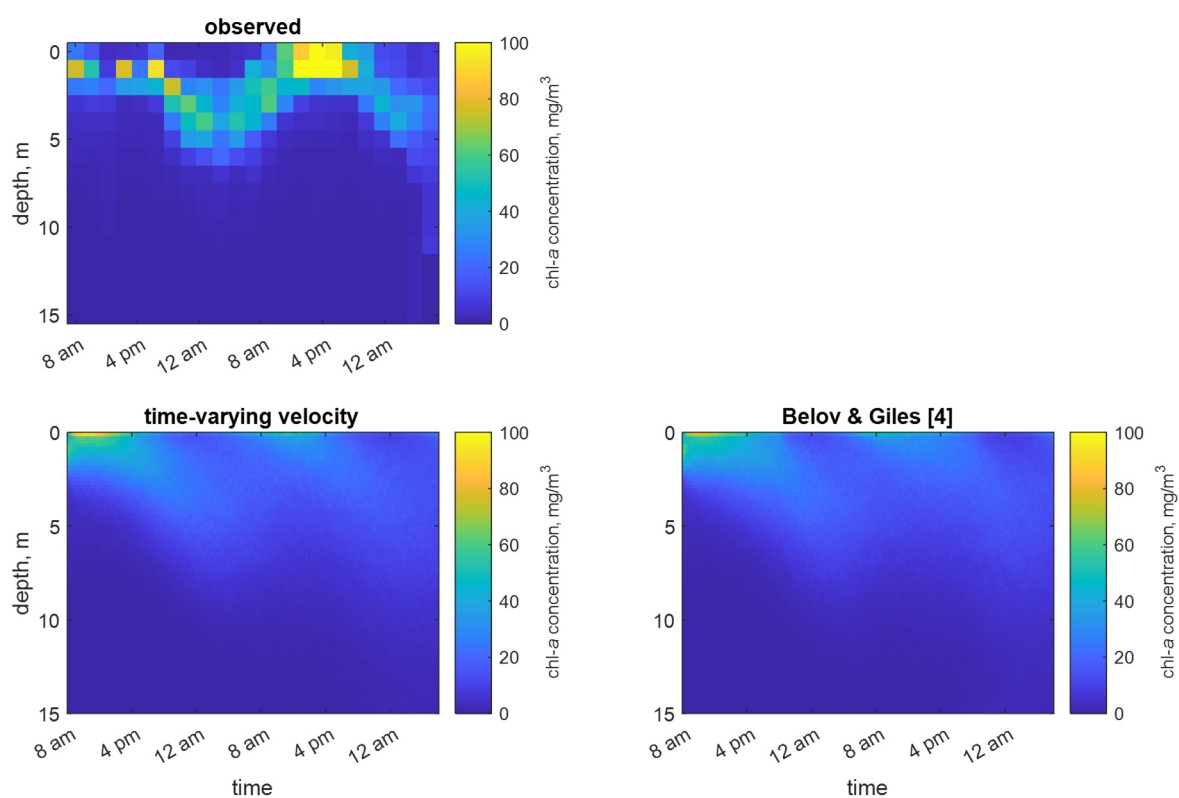 observed
0
5
10
15
depth, m
8 am
4 pm
12 am
8 am
4 pm
12 am
100
80
60
40
20
0
chl-a concentration, mg/m³
time-varying velocity
0
5
10
15
depth, m
8 am
4 pm
12 am
8 am
4 pm
12 am
time
100
80
60
40
20
0
chl-a concentration, mg/m³
Belov & Giles [4]
0
5
10
15
8 am
4 pm
12 am
8 am
4 pm
12 am
time
100
80
60
40
20
0
chl-a concentration, mg/m³